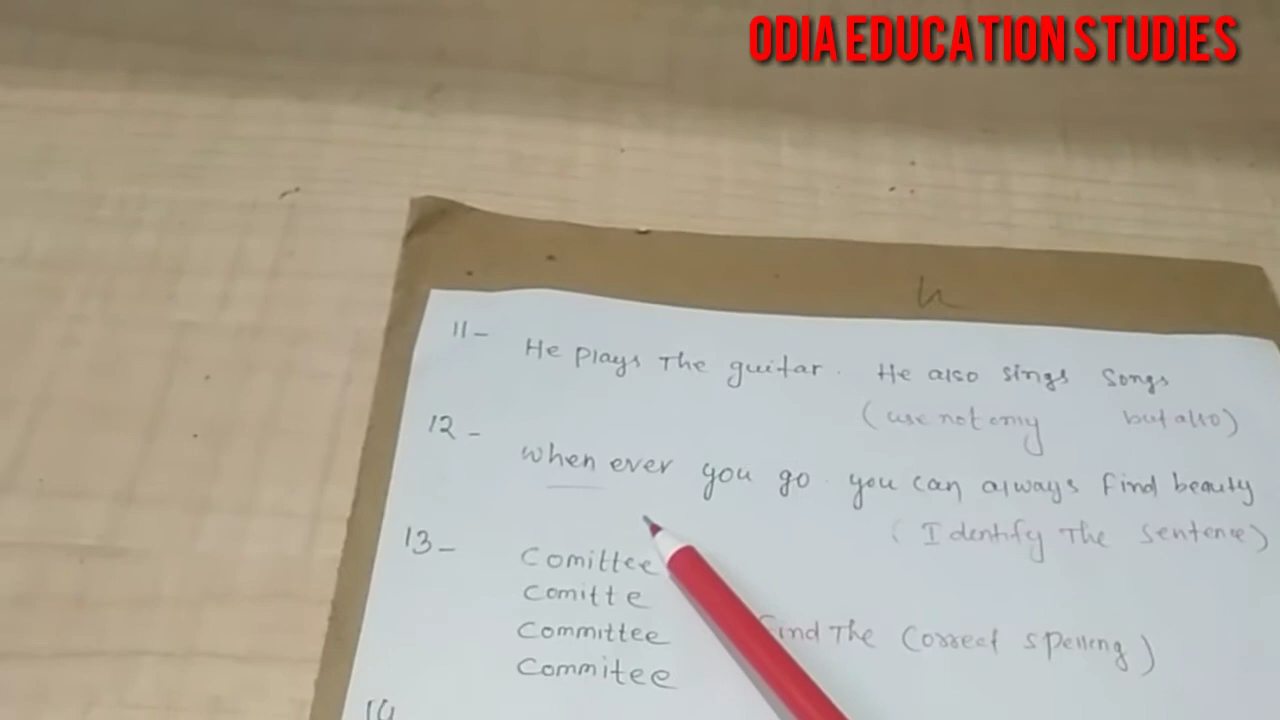 ODIA EDUCATION STUDIES
11- He plays The guitar. He also sings songs
(use not only but also)
12- when ever you go. you can always find beauty
(Identify The sentence)
13- Comittee
Comitte
Committee find The Correct spelling)
Commitee
14